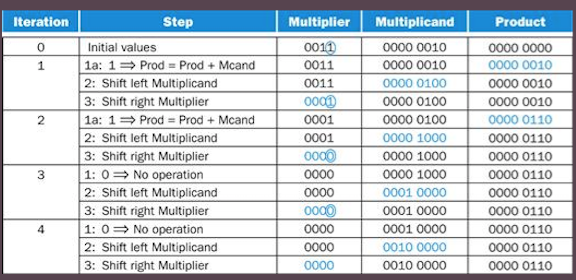 Iteration Step Multiplier Multiplicand Product
0 Initial values 0011 0000 0010 0000 0000
1 1a: 1 ⟹ Prod = Prod + Mcand 0011 0000 0010 0000 0010
2: Shift left Multiplicand 0011 0000 0100 0000 0010
3: Shift right Multiplier 0001 0000 0100 0000 0010
2 1a: 1 ⟹ Prod = Prod + Mcand 0001 0000 0100 0000 0110
2: Shift left Multiplicand 0001 0000 1000 0000 0110
3: Shift right Multiplier 0000 0000 1000 0000 0110
3 1: 0 ⟹ No operation 0000 0000 1000 0000 0110
2: Shift left Multiplicand 0000 0001 0000 0000 0110
3: Shift right Multiplier 0000 0001 0000 0000 0110
4 1: 0 ⟹ No operation 0000 0001 0000 0000 0110
2: Shift left Multiplicand 0000 0010 0000 0000 0110
3: Shift right Multiplier 0000 0010 0000 0000 0110